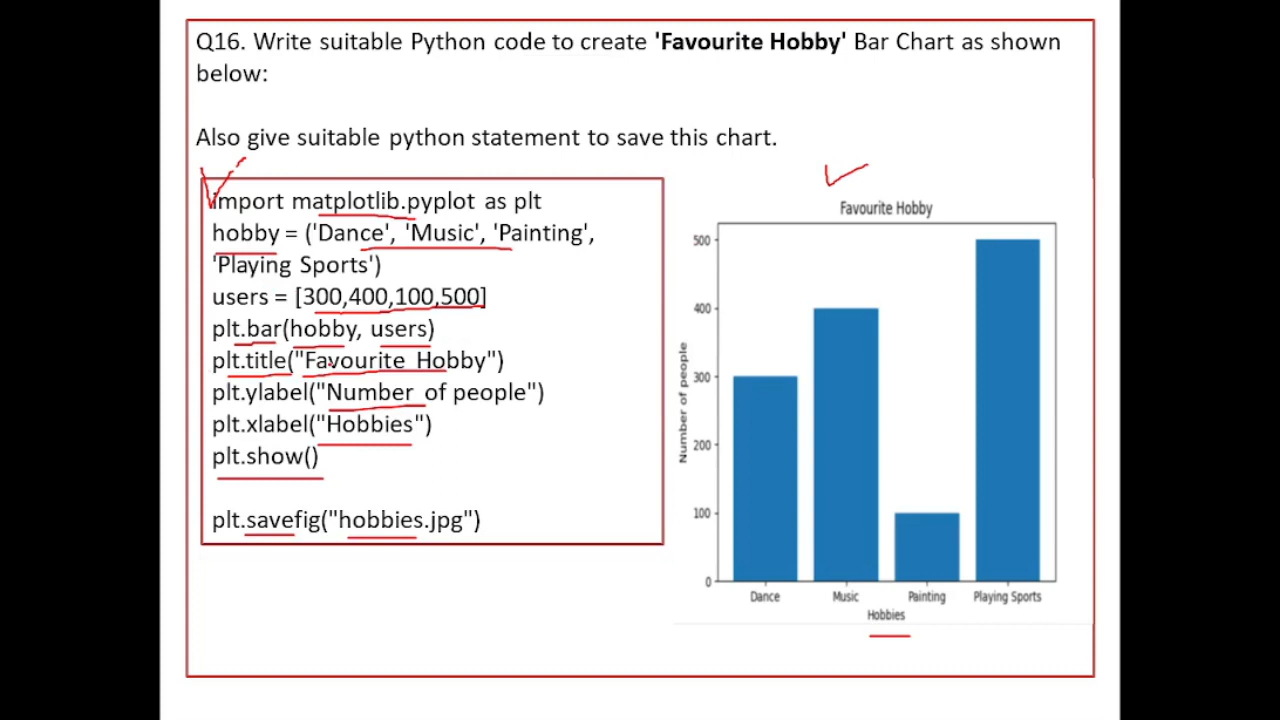 Q16. Write suitable Python code to create 'Favourite Hobby' Bar Chart as shown
below:
Also give suitable python statement to save this chart.
import matplotlib.pyplot as plt
hobby = ('Dance', 'Music', 'Painting',
'Playing Sports')
users = [300,400,100,500]
plt.bar(hobby, users)
plt.title("Favourite Hobby")
plt.ylabel("Number of people")
plt.xlabel("Hobbies")
plt.show()
plt.savefig("hobbies.jpg")
Favourite Hobby
500
400
300
200
100
0
Number of people
Dance Music Painting Playing Sports
Hobbies